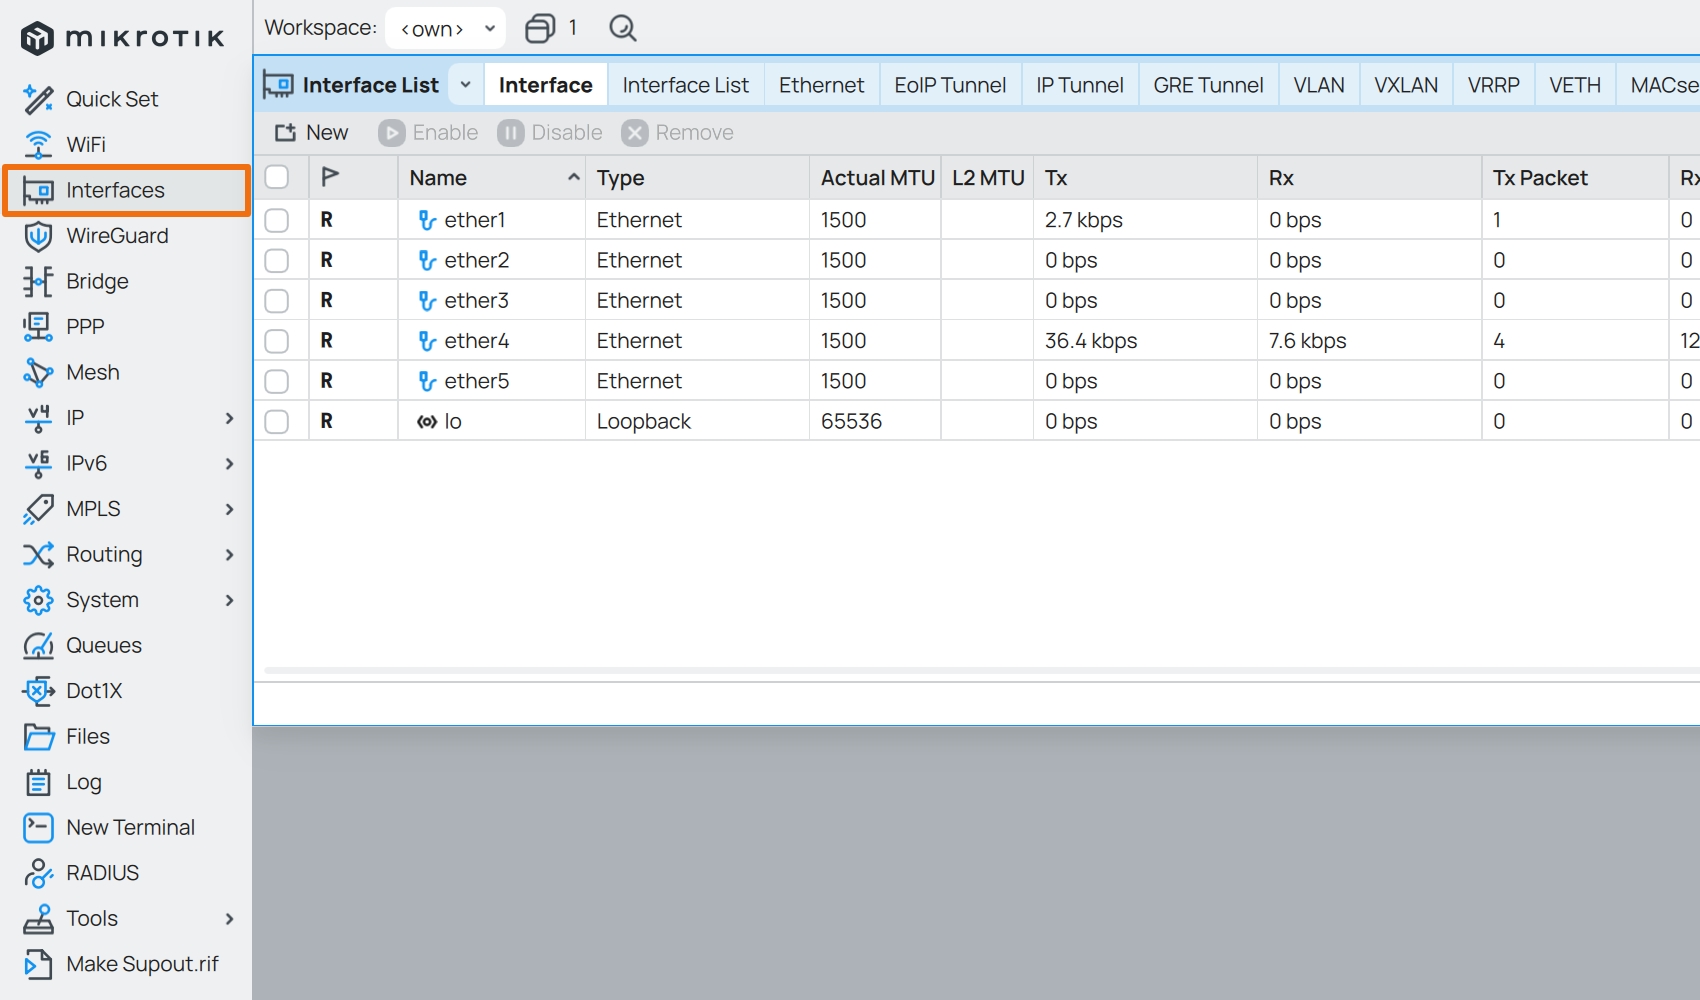 mikrotik
Workspace: <own> 1
Interface List Interface Interface List Ethernet EoIP Tunnel IP Tunnel GRE Tunnel VLAN VXLAN VRRP VETH MACse
New Enable Disable Remove
Name Type Actual MTU L2 MTU Tx Rx Tx Packet Rx
R ether1 Ethernet 1500 2.7 kbps 0 bps 1 0
R ether2 Ethernet 1500 0 bps 0 bps 0 0
R ether3 Ethernet 1500 0 bps 0 bps 0 0
R ether4 Ethernet 1500 36.4 kbps 7.6 kbps 4 12
R ether5 Ethernet 1500 0 bps 0 bps 0 0
R lo Loopback 65536 0 bps 0 bps 0 0
Quick Set
WiFi
Interfaces
WireGuard
Bridge
PPP
Mesh
v4 IP
v6 IPv6
MPLS
Routing
System
Queues
Dot1X
Files
Log
New Terminal
RADIUS
Tools
Make Supout.rif